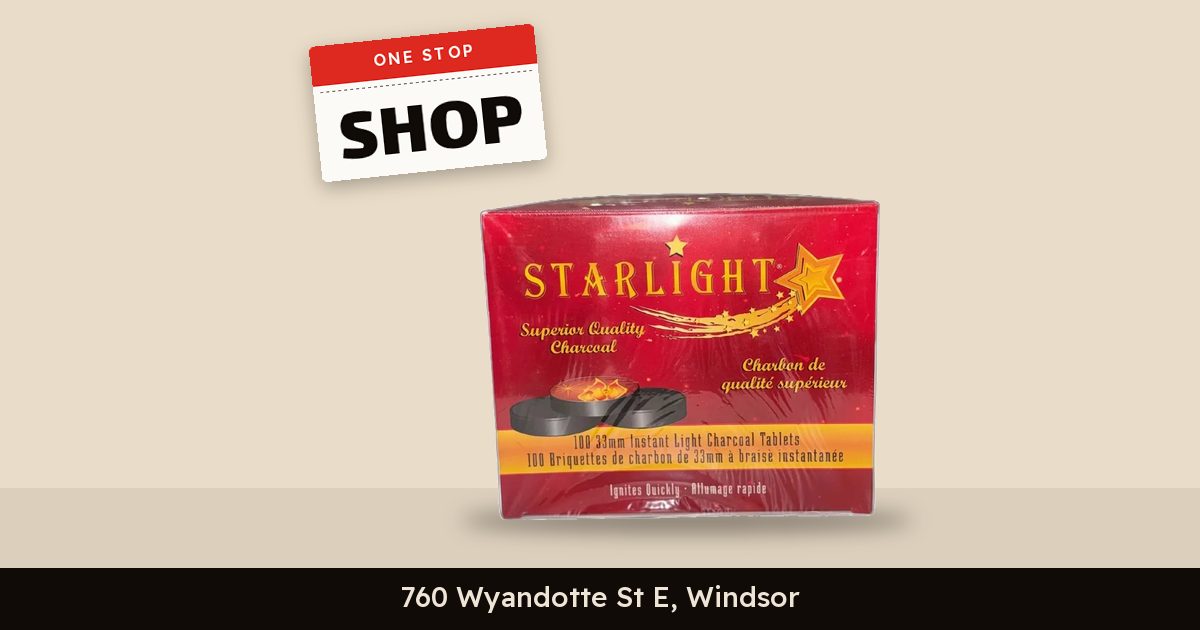 ONE STOP
SHOP
STARLIGHT®
Superior Quality
Charcoal
Charbon de
qualité supérieur
100 33mm Instant Light Charcoal Tablets
100 Briquettes de charbon de 33mm à braise instantanée
Ignites Quickly · Allumage rapide
760 Wyandotte St E, Windsor